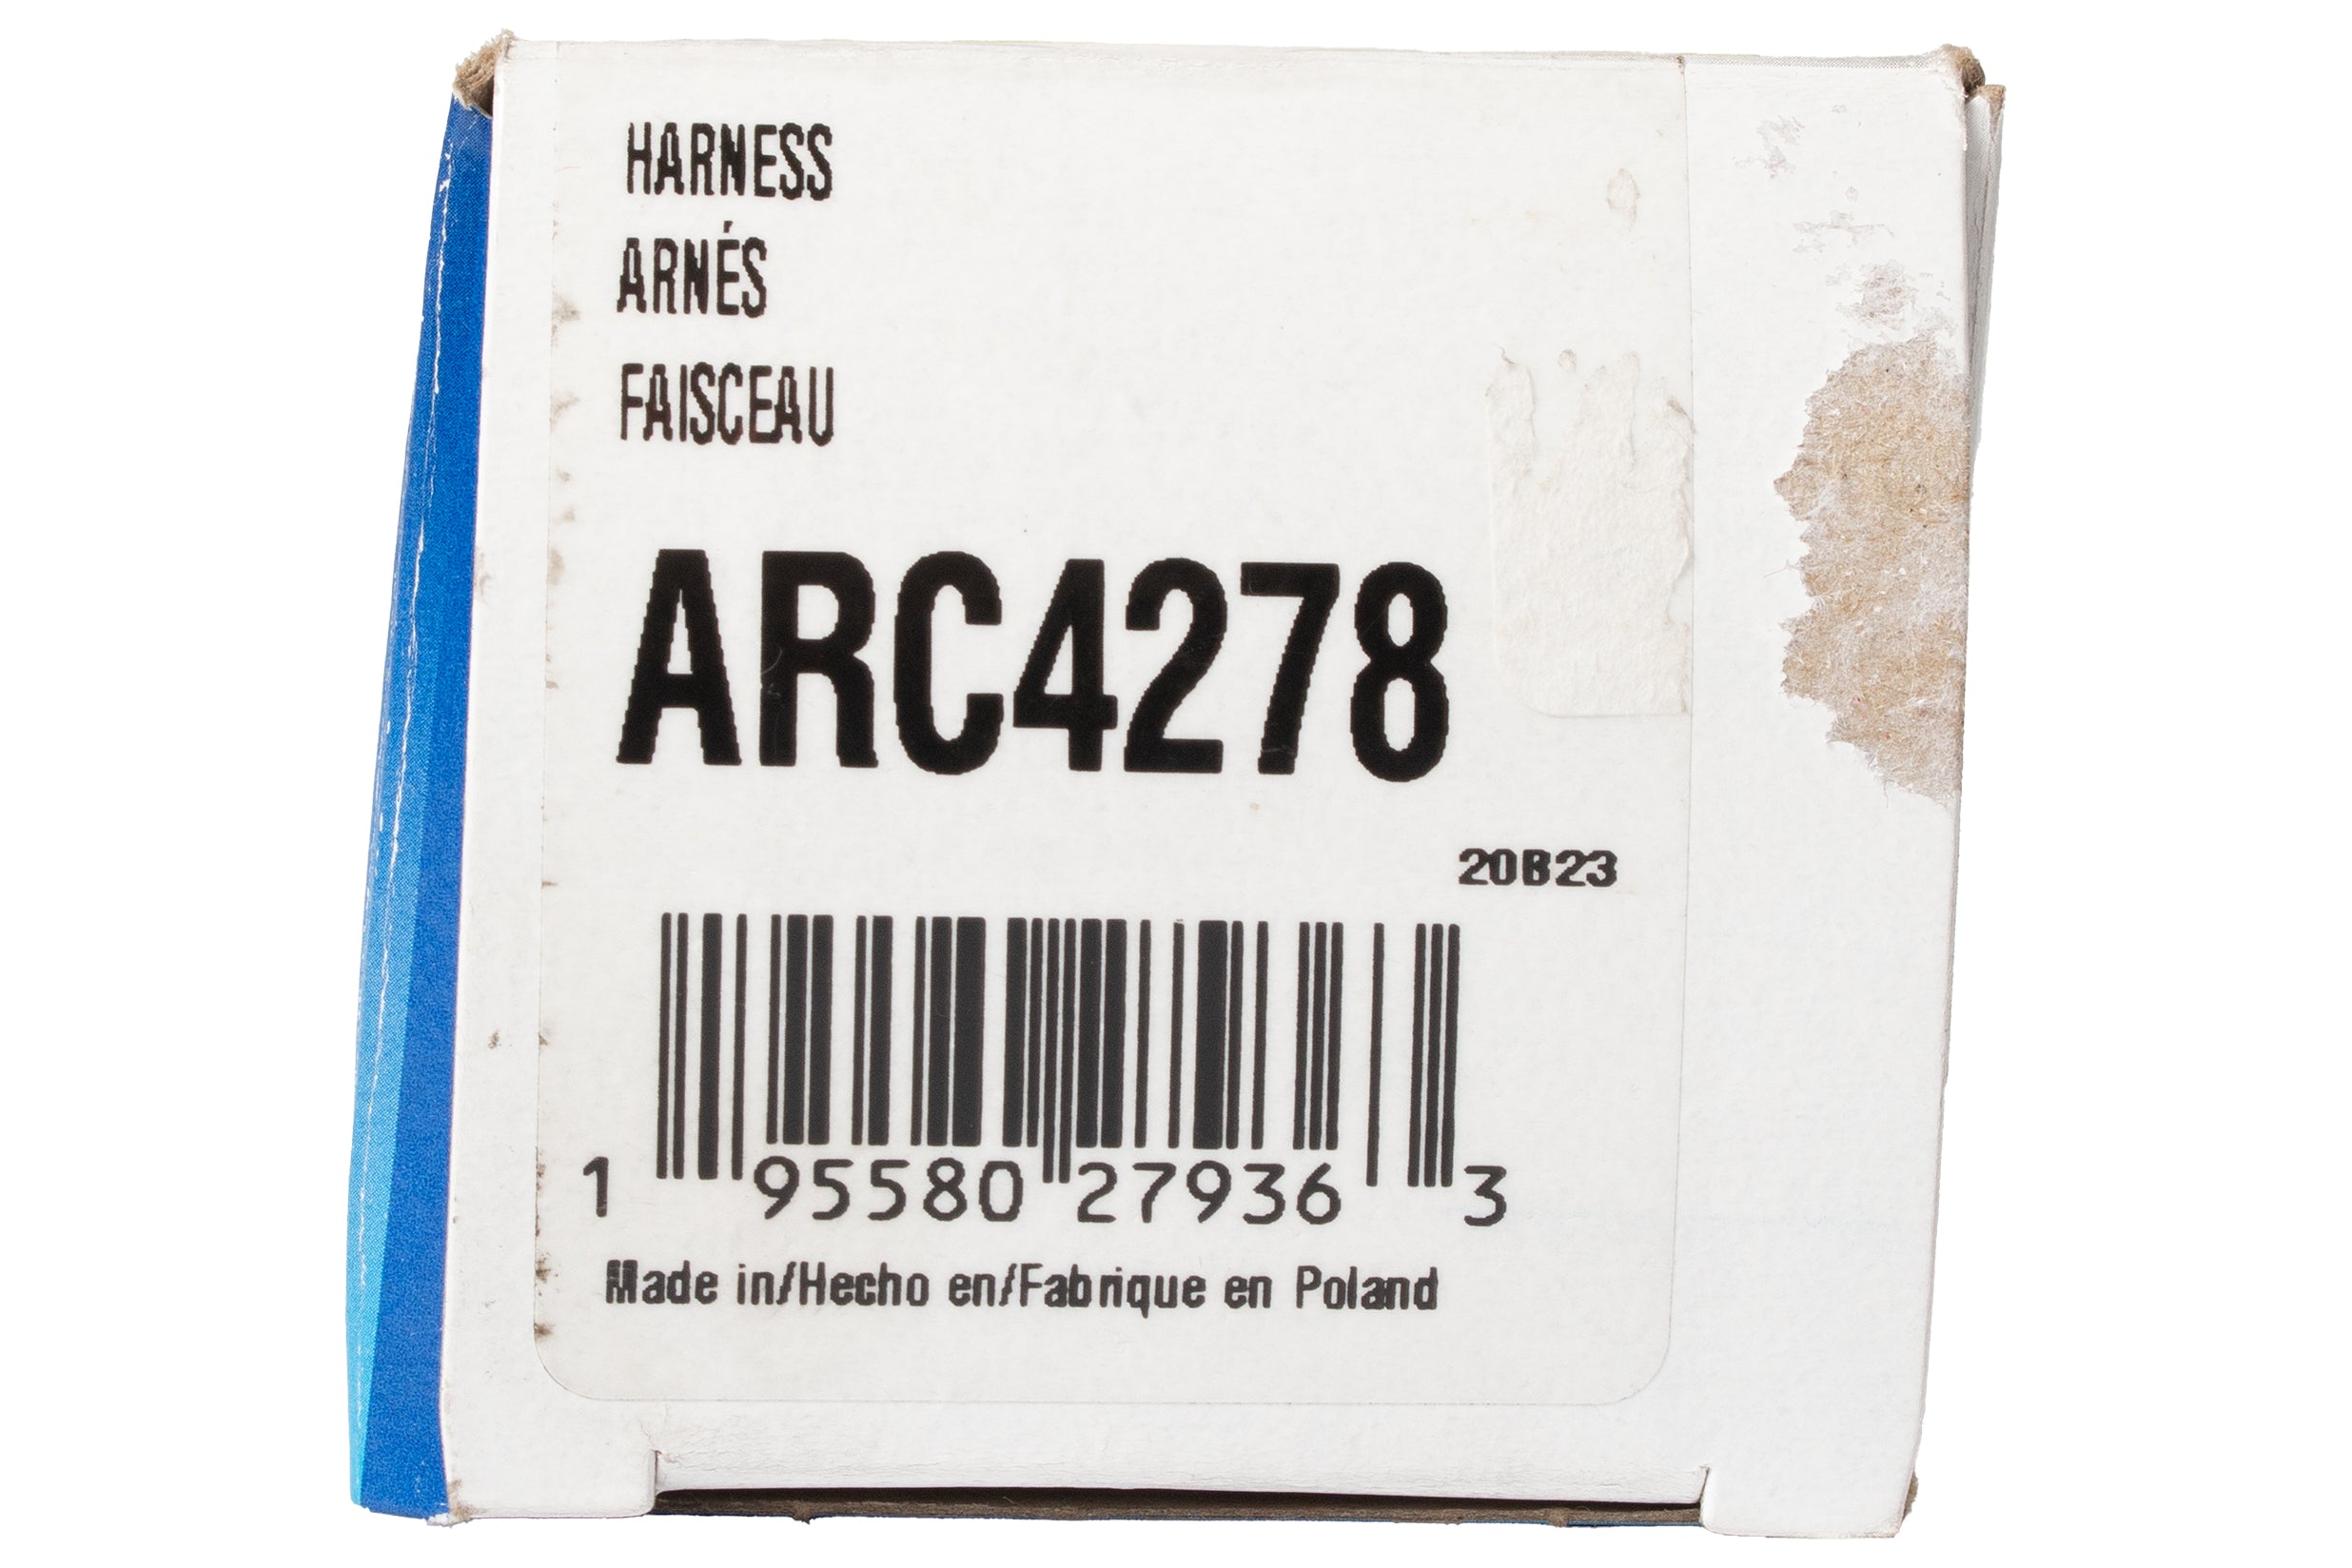 HARNESS
ARNÉS
FAISCEAU
ARC4278
20B23
1 95580 27936 3
Made in/Hecho en/Fabrique en Poland